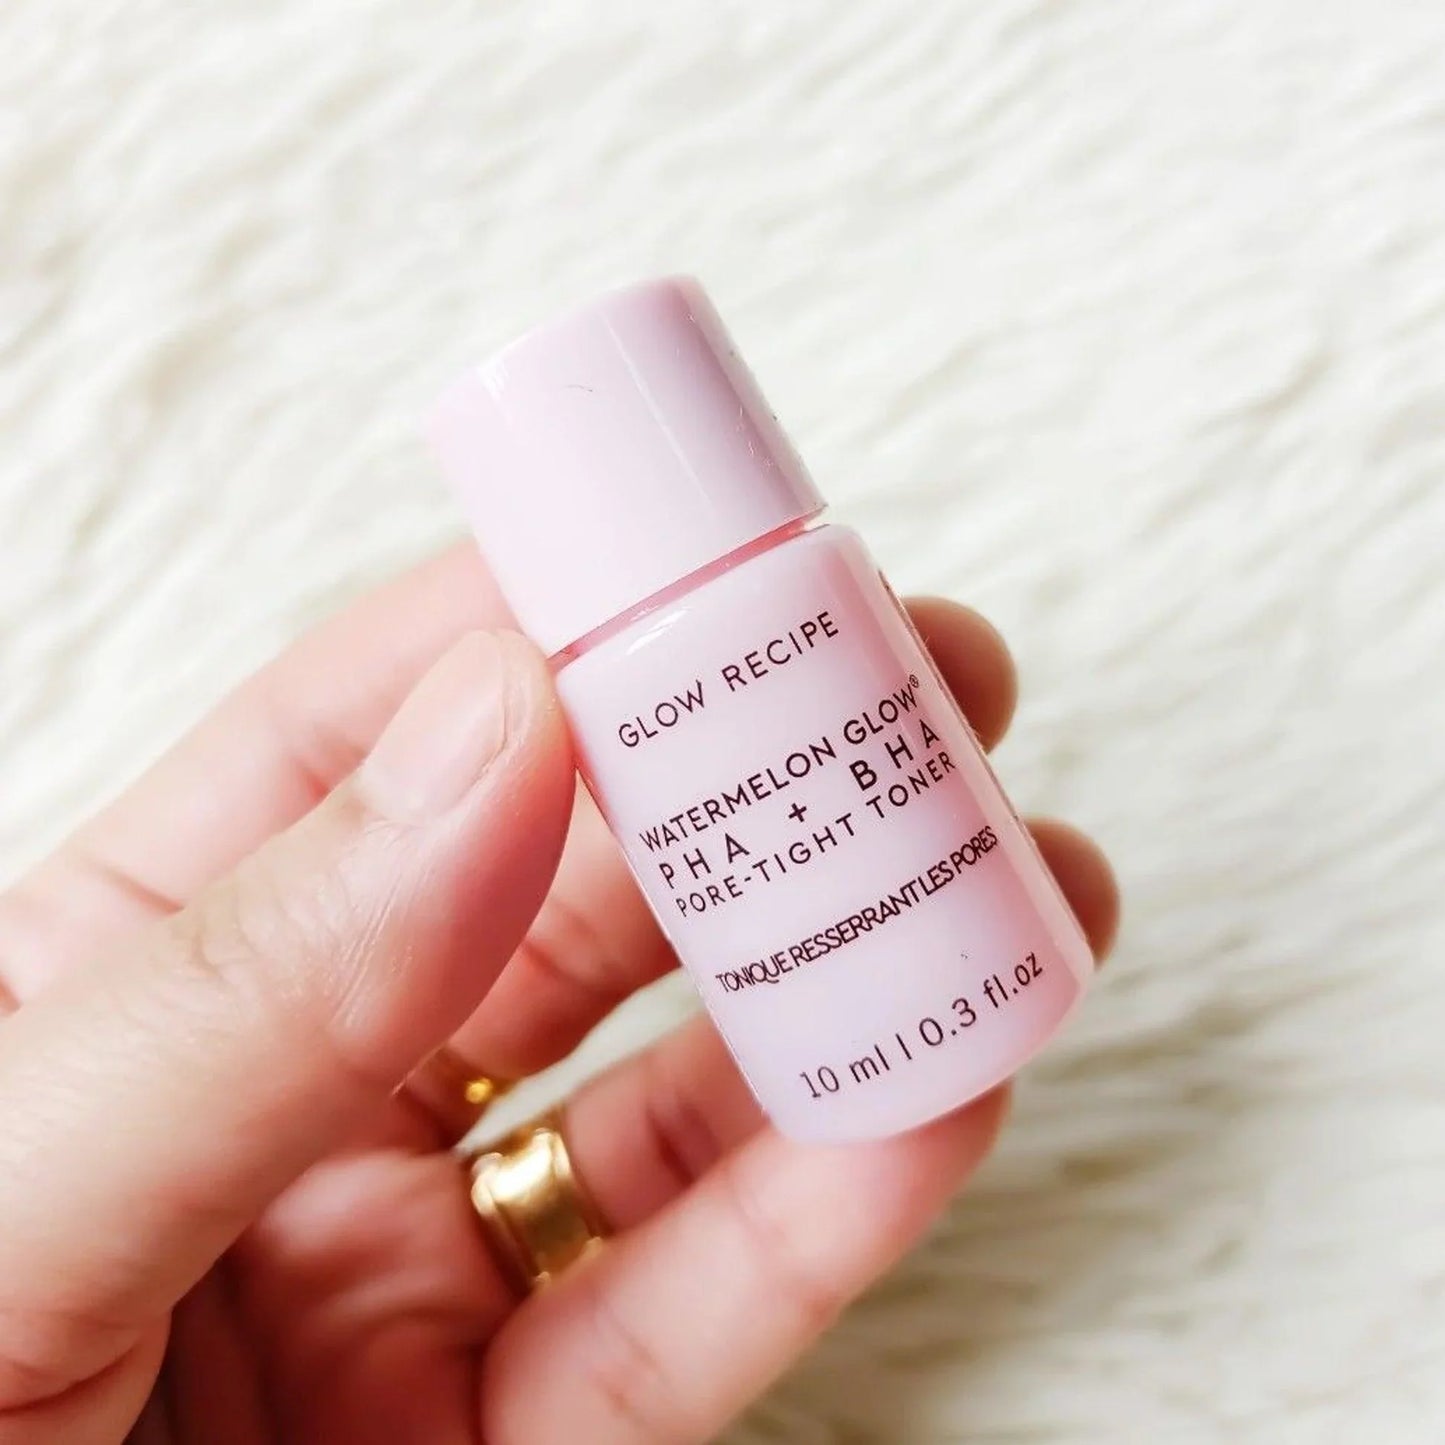 GLOW RECIPE
WATERMELON GLOW®
PHA + BHA
PORE-TIGHT TONER
TONIQUE RESSERRANT LES PORES
10 ml | 0.3 fl.oz